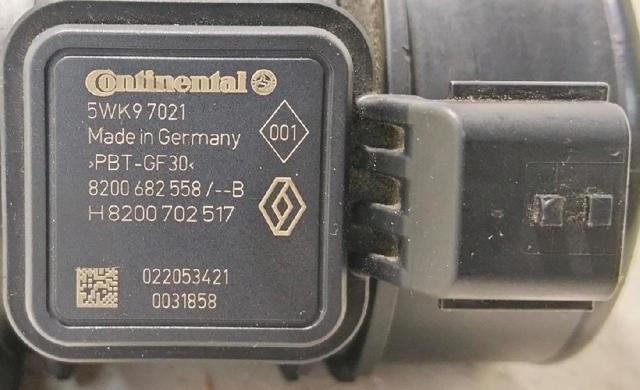 Continental
5WK9 7021
001
Made in Germany
>PBT-GF30<
8200 682 558 /--B
H 8200 702 517
022053421
0031858